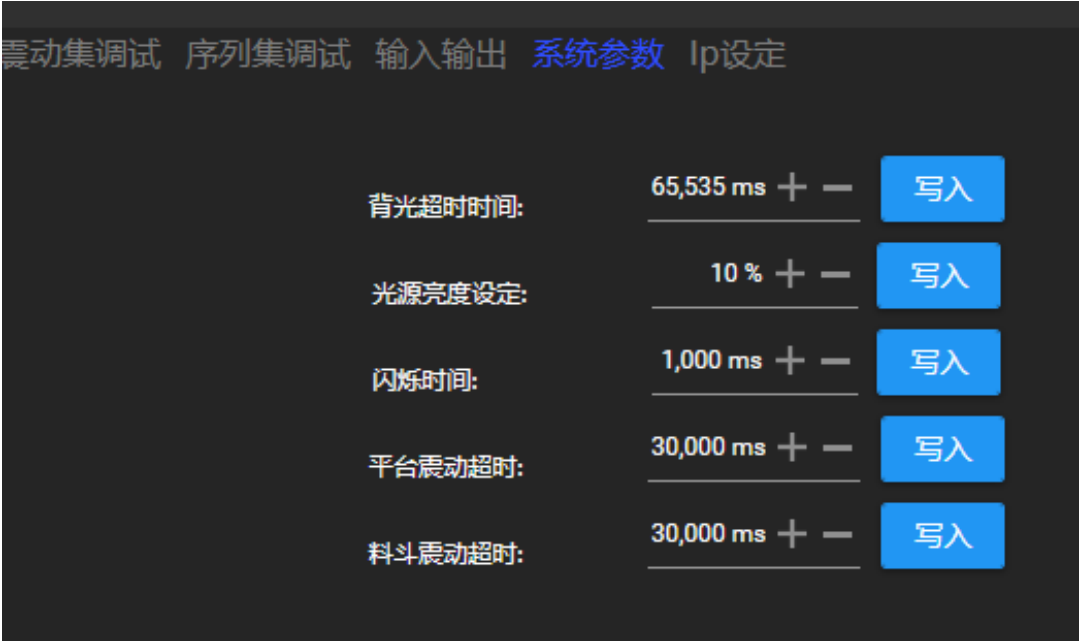 震动集调试 序列集调试 输入输出 系统参数 Ip设定
背光超时时间: 65,535 ms 写入
光源亮度设定: 10 % 写入
闪烁时间: 1,000 ms 写入
平台震动超时: 30,000 ms 写入
料斗震动超时: 30,000 ms 写入